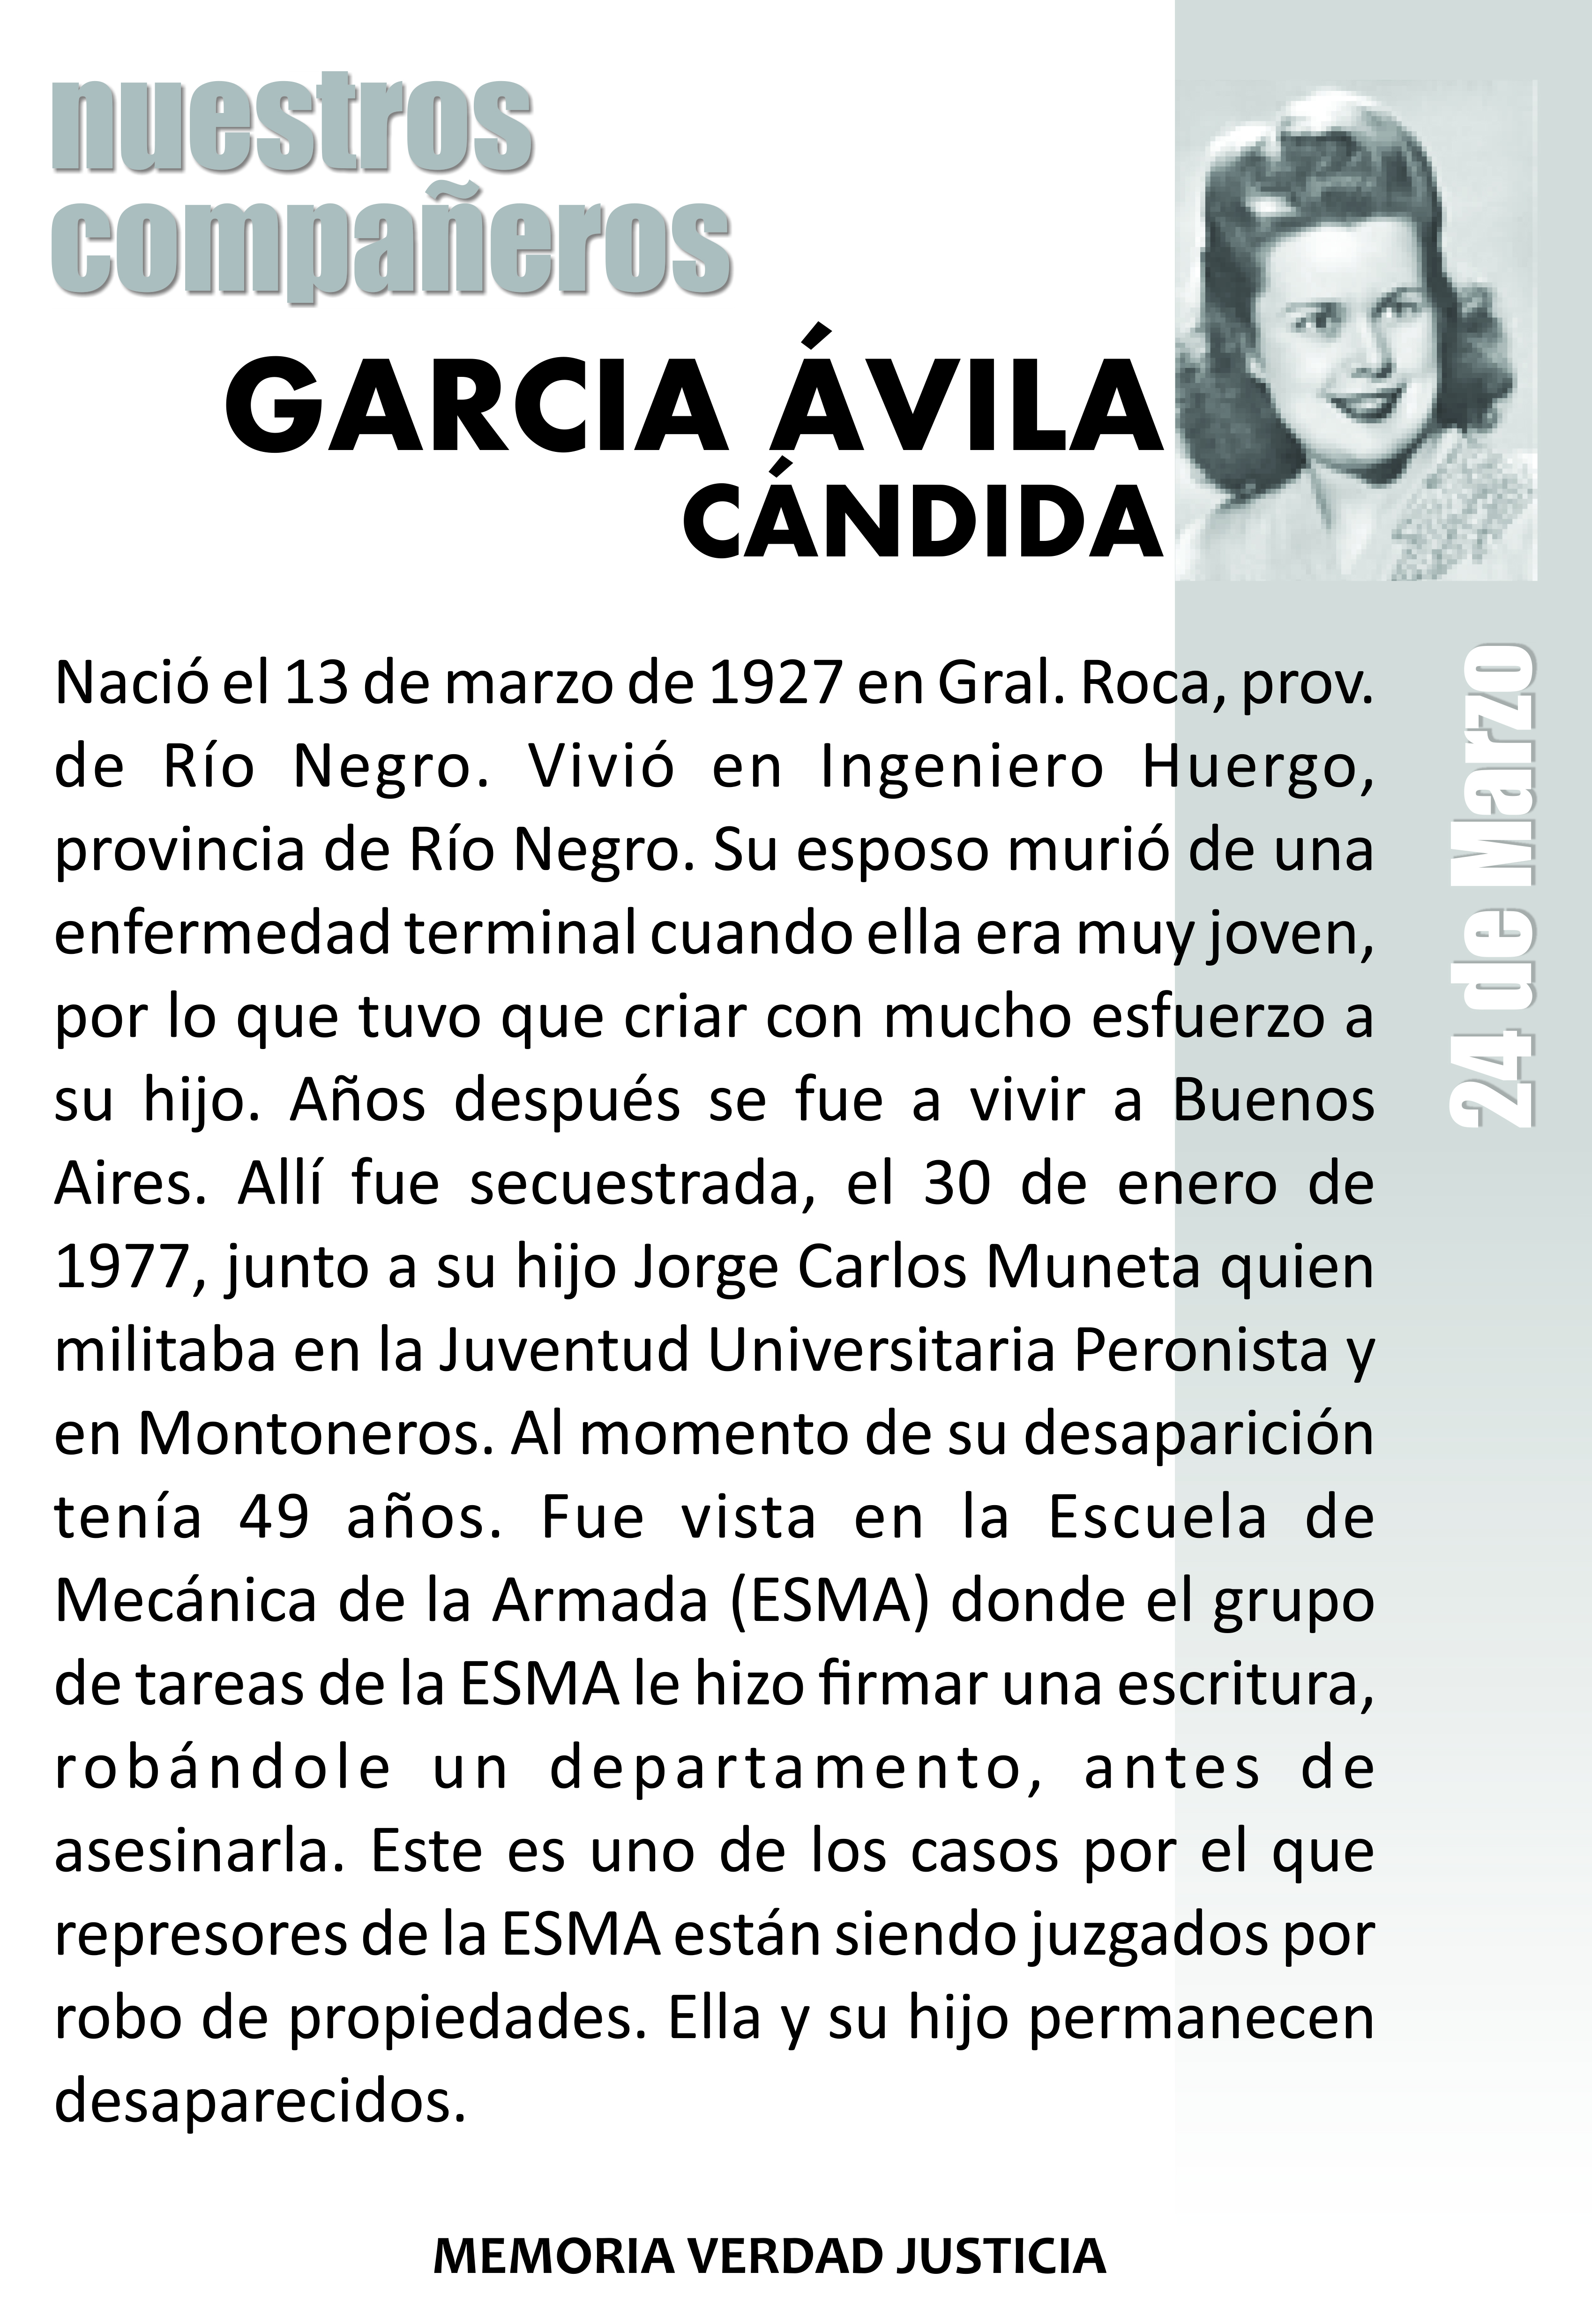 nuestros
compañeros
GARCIA ÁVILA
CÁNDIDA
Nació el 13 de marzo de 1927 en Gral. Roca, prov.
de Río Negro. Vivió en Ingeniero Huergo,
provincia de Río Negro. Su esposo murió de una
enfermedad terminal cuando ella era muy joven,
por lo que tuvo que criar con mucho esfuerzo a
su hijo. Años después se fue a vivir a Buenos
Aires. Allí fue secuestrada, el 30 de enero de
1977, junto a su hijo Jorge Carlos Muneta quien
militaba en la Juventud Universitaria Peronista y
en Montoneros. Al momento de su desaparición
tenía 49 años. Fue vista en la Escuela de
Mecánica de la Armada (ESMA) donde el grupo
de tareas de la ESMA le hizo firmar una escritura,
robándole un departamento, antes de
asesinarla. Este es uno de los casos por el que
represores de la ESMA están siendo juzgados por
robo de propiedades. Ella y su hijo permanecen
desaparecidos.
24 de Marzo
MEMORIA VERDAD JUSTICIA